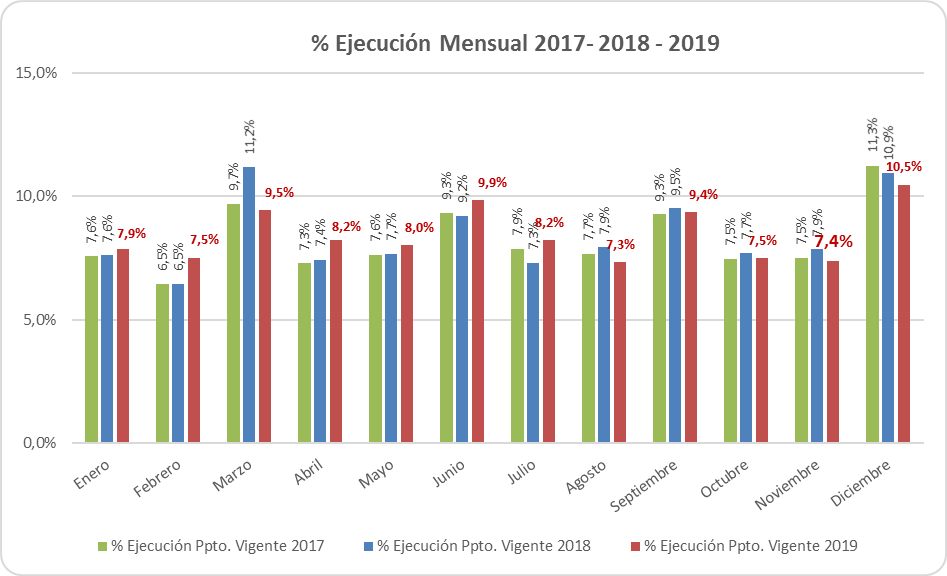 % Ejecución Mensual 2017- 2018 - 2019
15,0%
10,0%
5,0%
0,0%
7,6% 7,6% 7,9%
6,5% 6,5% 7,5%
9,7% 11,2% 9,5%
7,3% 7,4% 8,2%
7,6% 7,7% 8,0%
9,3% 9,2% 9,9%
7,9% 7,3% 8,2%
7,7% 7,9% 7,3%
9,3% 9,5% 9,4%
7,5% 7,7% 7,5%
7,5% 7,9% 7,4%
11,3% 10,9% 10,5%
Enero Febrero Marzo Abril Mayo Junio Julio Agosto Septiembre Octubre Noviembre Diciembre
% Ejecución Ppto. Vigente 2017 % Ejecución Ppto. Vigente 2018 % Ejecución Ppto. Vigente 2019